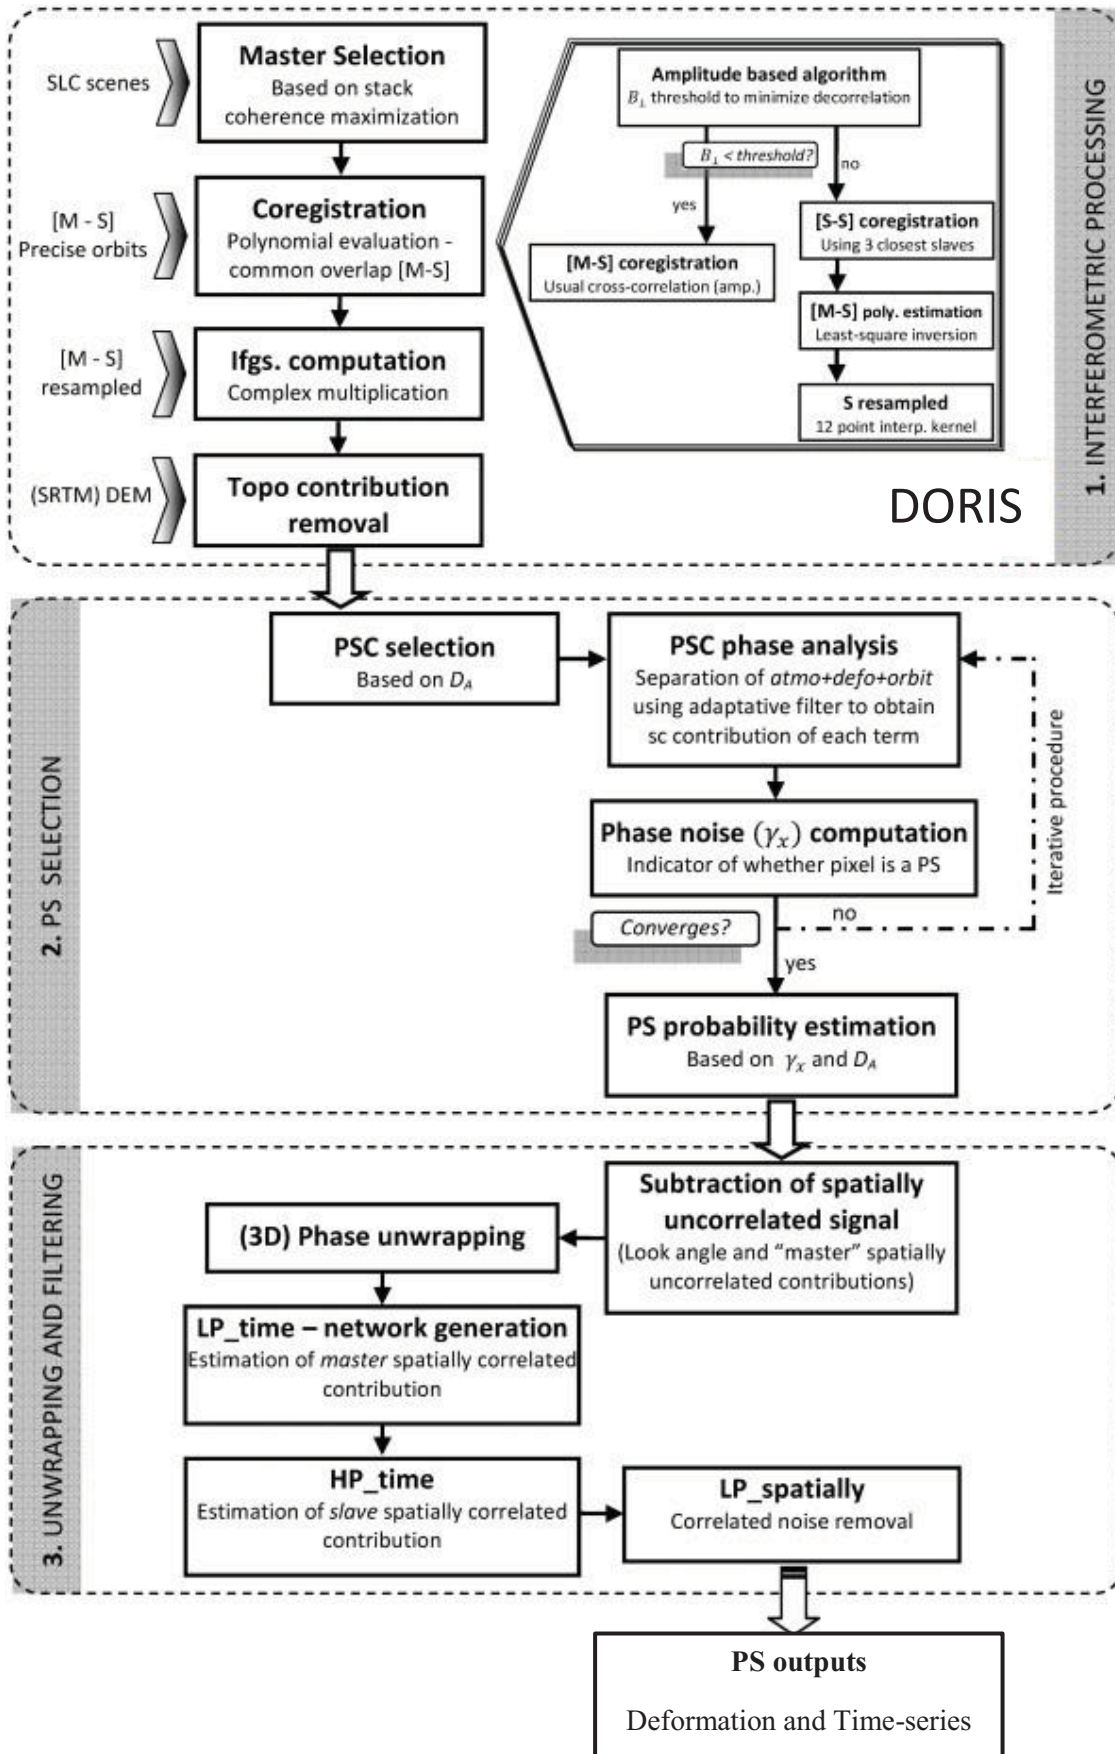 SLC scenes
Master Selection
Based on stack
coherence maximization
[M - S]
Precise orbits
Coregistration
Polynomial evaluation -
common overlap [M-S]
[M - S]
resampled
Ifgs. computation
Complex multiplication
(SRTM) DEM
Topo contribution
removal
Amplitude based algorithm
B⊥ threshold to minimize decorrelation
B⊥ < threshold?
no
yes
[M-S] coregistration
Usual cross-correlation (amp.)
[S-S] coregistration
Using 3 closest slaves
[M-S] poly. estimation
Least-square inversion
S resampled
12 point interp. kernel
DORIS
1. INTERFEROMETRIC PROCESSING
2. PS SELECTION
PSC selection
Based on D_A
PSC phase analysis
Separation of atmo+defo+orbit
using adaptative filter to obtain
sc contribution of each term
Iterative procedure
Phase noise (γₓ) computation
Indicator of whether pixel is a PS
Converges?
no
yes
PS probability estimation
Based on γₓ and D_A
3. UNWRAPPING AND FILTERING
Subtraction of spatially
uncorrelated signal
(Look angle and “master” spatially
uncorrelated contributions)
(3D) Phase unwrapping
LP_time – network generation
Estimation of master spatially correlated
contribution
HP_time
Estimation of slave spatially correlated
contribution
LP_spatially
Correlated noise removal
PS outputs
Deformation and Time-series